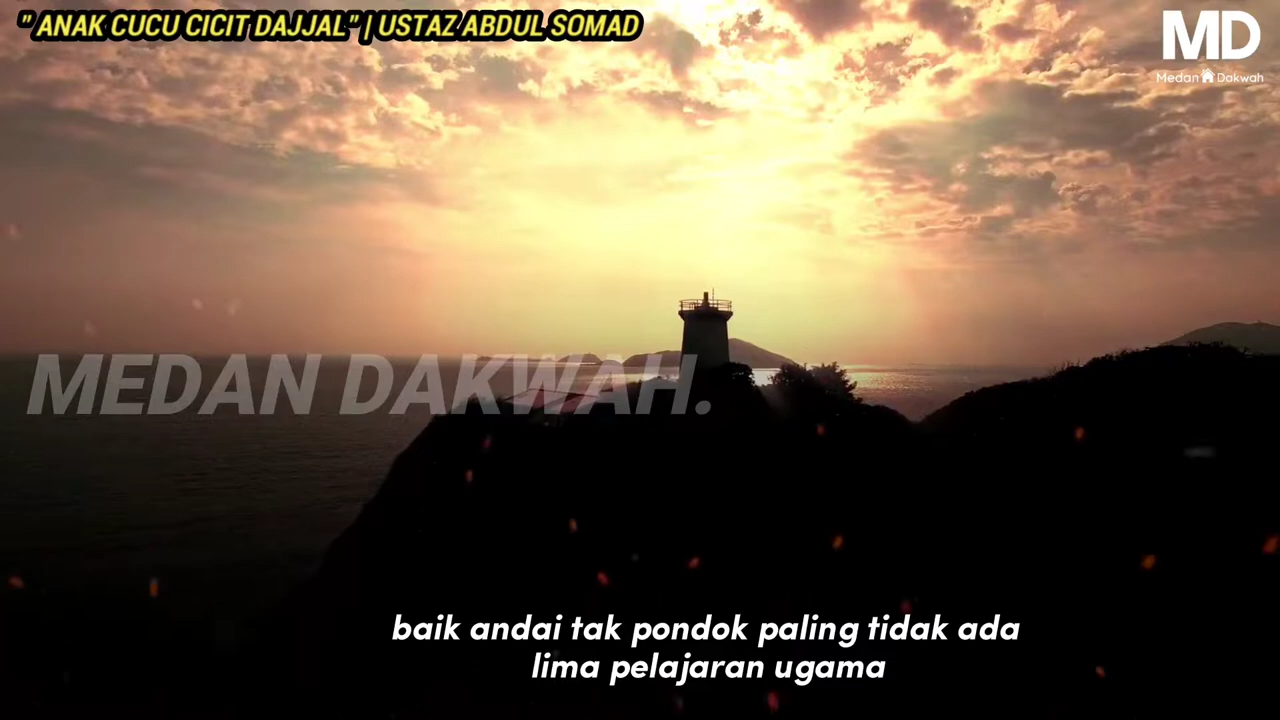 " ANAK CUCU CICIT DAJJAL" | USTAZ ABDUL SOMAD
MD
Medan Dakwah
MEDAN DAKWAH.
baik andai tak pondok paling tidak ada
lima pelajaran ugama